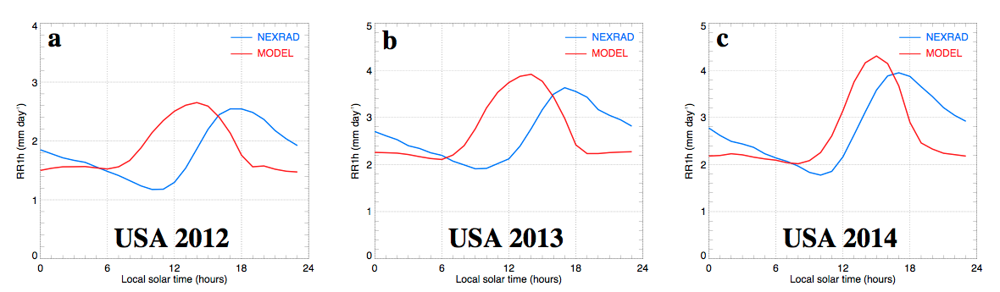 a
NEXRAD
MODEL
RR1h (mm day⁻¹)
4
3
2
1
0
USA 2012
0 6 12 18 24
Local solar time (hours)
b
NEXRAD
MODEL
RR1h (mm day⁻¹)
5
4
3
2
1
0
USA 2013
0 6 12 18 24
Local solar time (hours)
c
NEXRAD
MODEL
RR1h (mm day⁻¹)
5
4
3
2
1
0
USA 2014
0 6 12 18 24
Local solar time (hours)